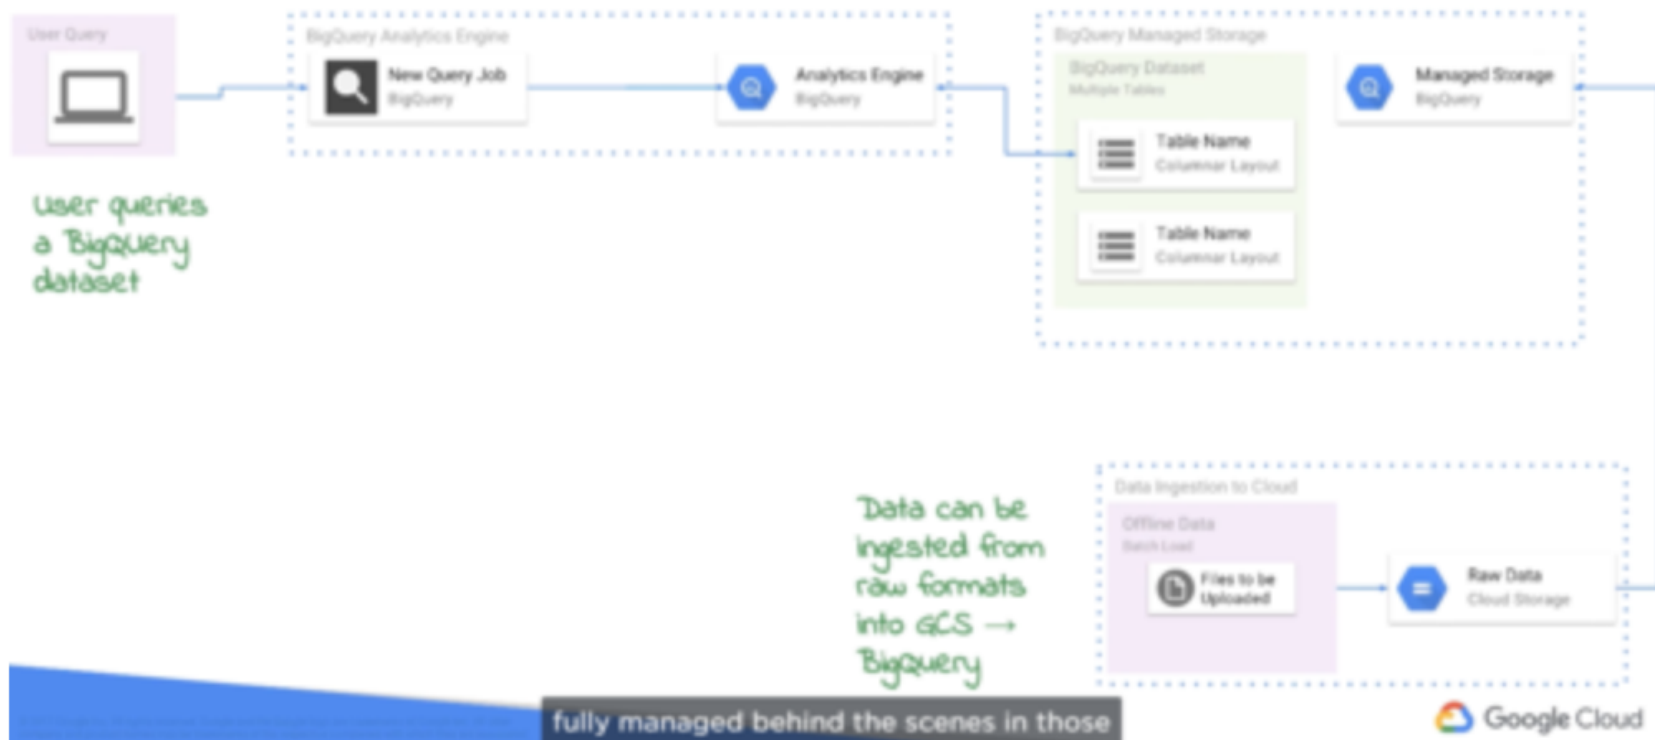 User Query
BigQuery Analytics Engine
New Query Job
BigQuery
Analytics Engine
BigQuery
BigQuery Managed Storage
BigQuery Dataset
Multiple Tables
Table Name
Columnar Layout
Table Name
Columnar Layout
Managed Storage
BigQuery
User queries
a BigQuery
dataset
Data can be
ingested from
raw formats
into GCS →
BigQuery
Data Ingestion to Cloud
Offline Data
Batch Load
Files to be
Uploaded
Raw Data
Cloud Storage
fully managed behind the scenes in those
Google Cloud